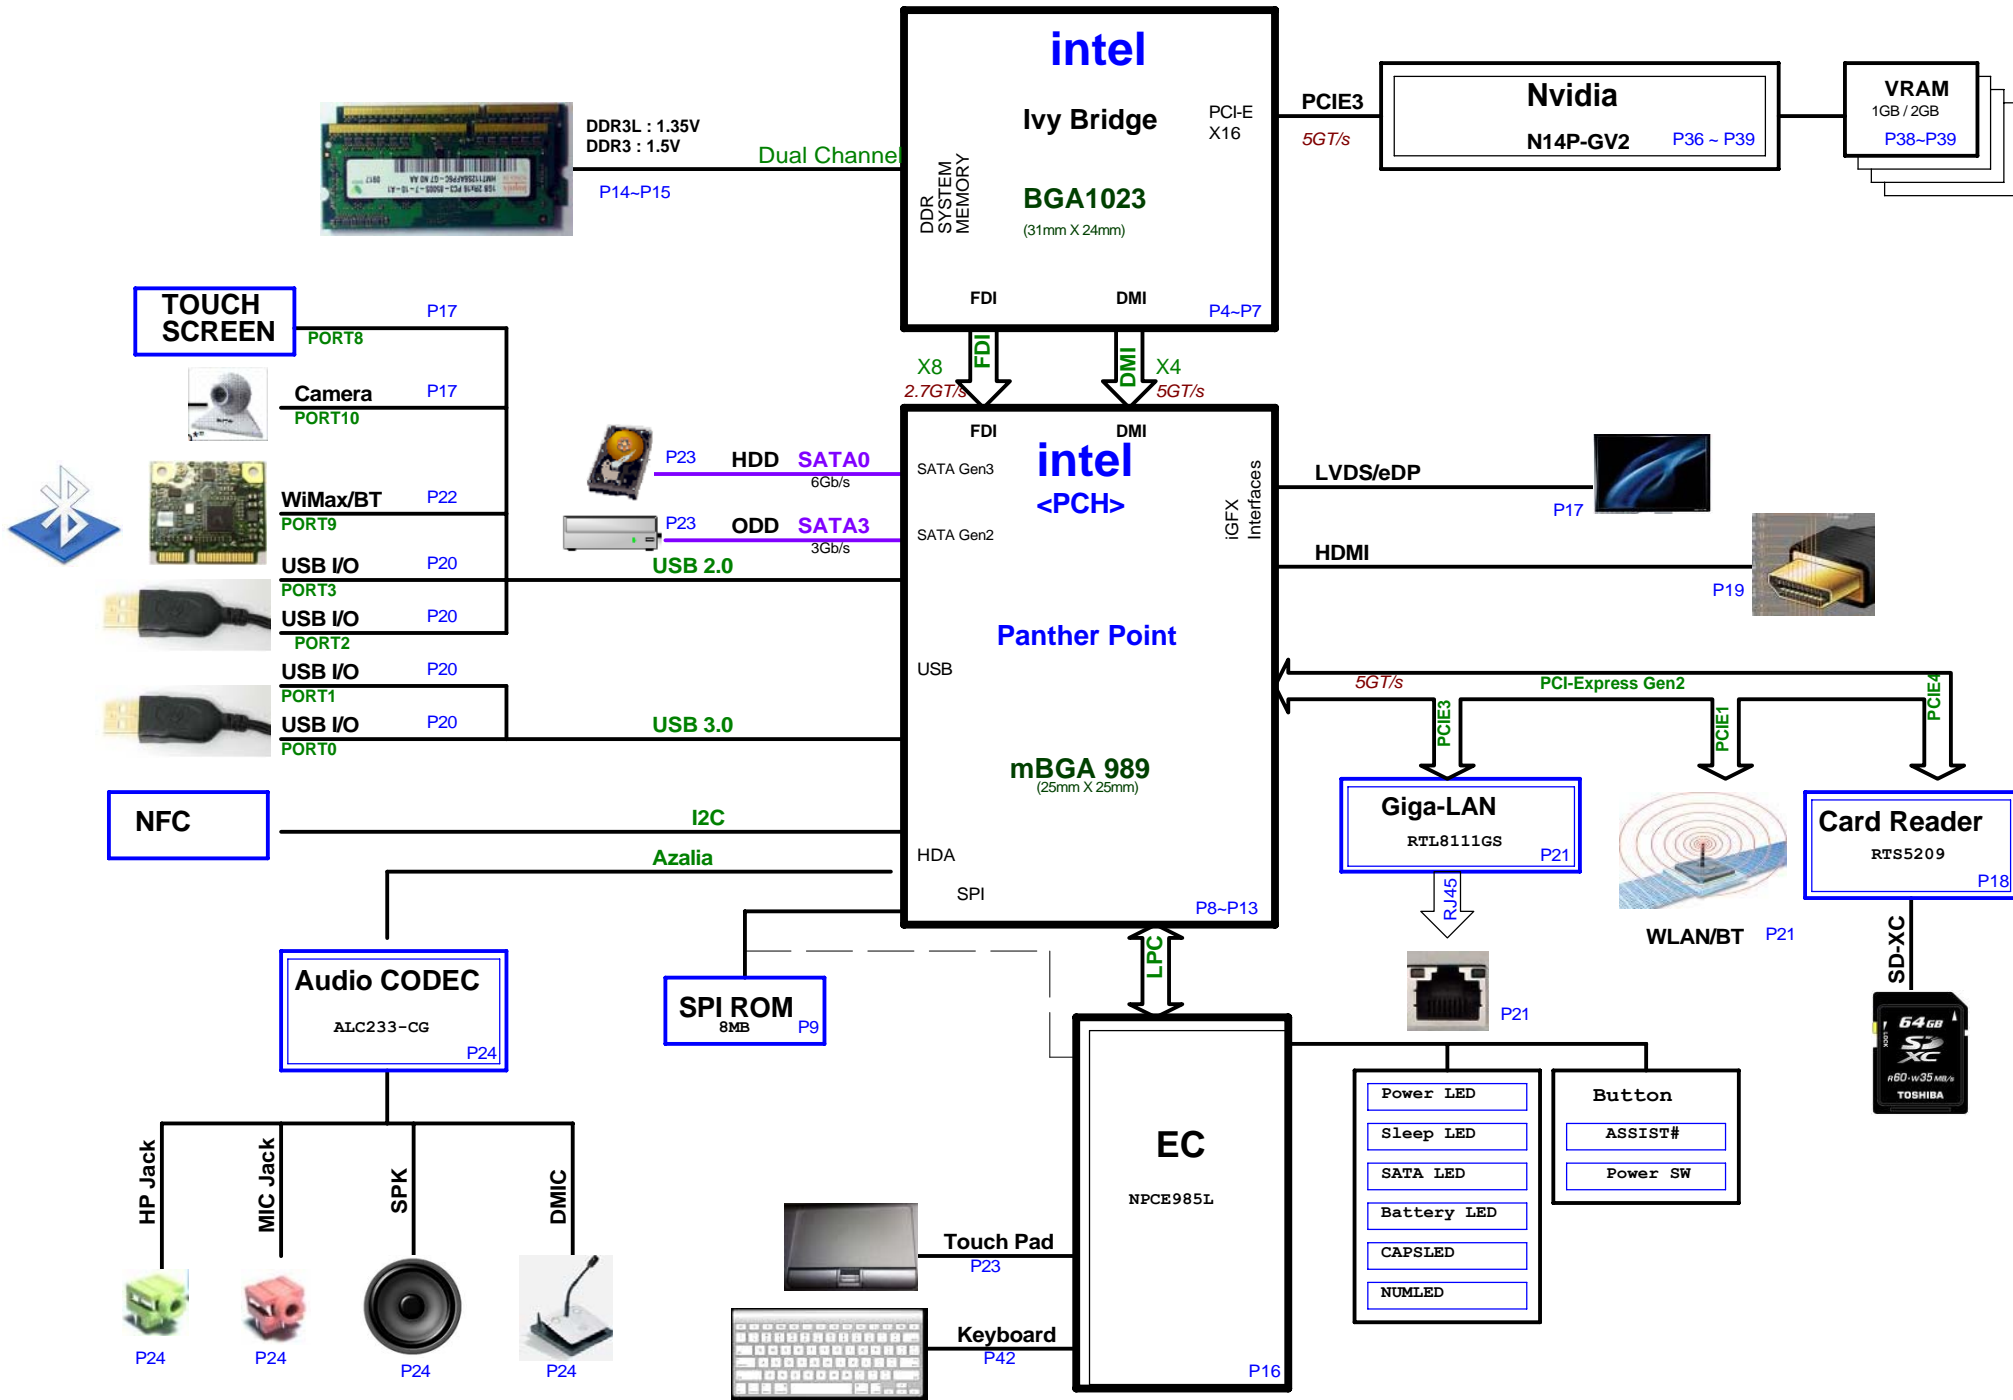 intel
Ivy Bridge
PCI-E
X16
BGA1023
(31mm X 24mm)
DDR
SYSTEM
MEMORY
FDI
DMI
P4~P7
DDR3L : 1.35V
DDR3 : 1.5V
Dual Channel
P14~P15
PCIE3
5GT/s
Nvidia
N14P-GV2
P36 ~ P39
VRAM
1GB / 2GB
P38~P39
FDI
X8
2.7GT/s
DMI
X4
5GT/s
TOUCH
SCREEN
P17
PORT8
Camera
P17
PORT10
WiMax/BT
P22
PORT9
USB I/O
P20
PORT3
USB I/O
P20
PORT2
USB I/O
P20
PORT1
USB I/O
P20
PORT0
USB 2.0
USB 3.0
P23
HDD
SATA0
6Gb/s
P23
ODD
SATA3
3Gb/s
FDI
DMI
SATA Gen3
intel
<PCH>
SATA Gen2
iGFX
Interfaces
Panther Point
USB
mBGA 989
(25mm X 25mm)
HDA
SPI
P8~P13
LVDS/eDP
P17
HDMI
P19
5GT/s
PCI-Express Gen2
PCIE3
PCIE1
PCIE4
NFC
I2C
Azalia
Giga-LAN
RTL8111GS
P21
RJ45
P21
WLAN/BT
P21
Card Reader
RTS5209
P18
SD-XC
64GB
SD
XC
R60·W35 MB/s
TOSHIBA
LOCK
Audio CODEC
ALC233-CG
P24
SPI ROM
8MB
P9
LPC
EC
NPCE985L
P16
Power LED
Sleep LED
SATA LED
Battery LED
CAPSLED
NUMLED
Button
ASSIST#
Power SW
HP Jack
MIC Jack
SPK
DMIC
P24
P24
P24
P24
Touch Pad
P23
Keyboard
P42